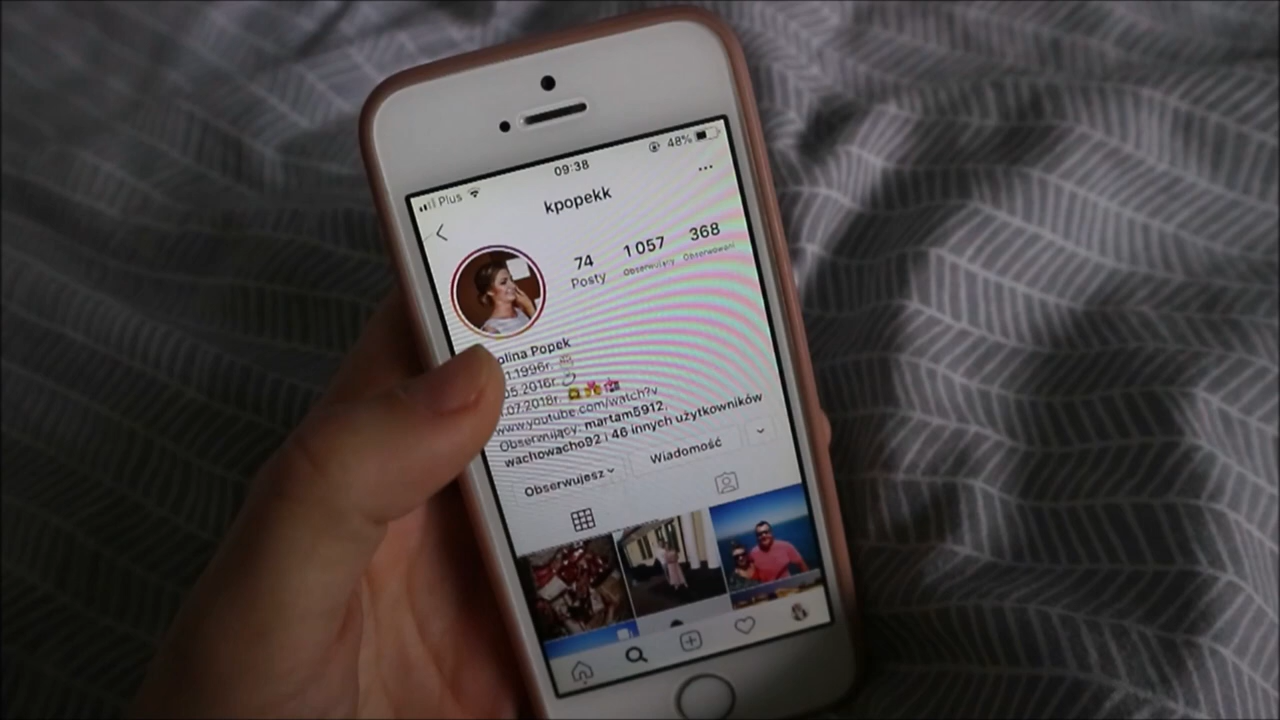 Plus 09:38 48%
kpopekk
74 1 057 368
Posty Obserwujący Obserwowani
olina Popek
1.1996r.
05.2016r.
.07.2018r.
www.youtube.com/watch?v
Obserwujący: martam5912,
wachowacho92 i 46 innych użytkowników
Obserwujesz Wiadomość